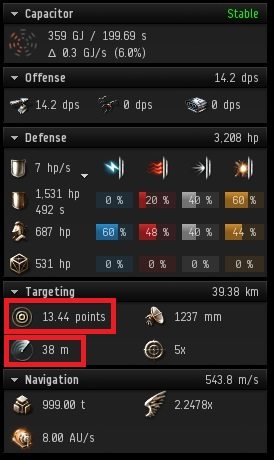 Capacitor Stable
359 GJ / 199.69 s
Δ 0.3 GJ/s (6.0%)
Offense 14.2 dps
14.2 dps 0 dps 0 dps
Defense 3,208 hp
7 hp/s
1,531 hp 0 % 20 % 40 % 60 %
492 s
687 hp 60 % 48 % 40 % 44 %
531 hp 0 % 0 % 0 % 0 %
Targeting 39.38 km
13.44 points 1237 mm
38 m 5x
Navigation 543.8 m/s
999.00 t 2.2478x
8.00 AU/s